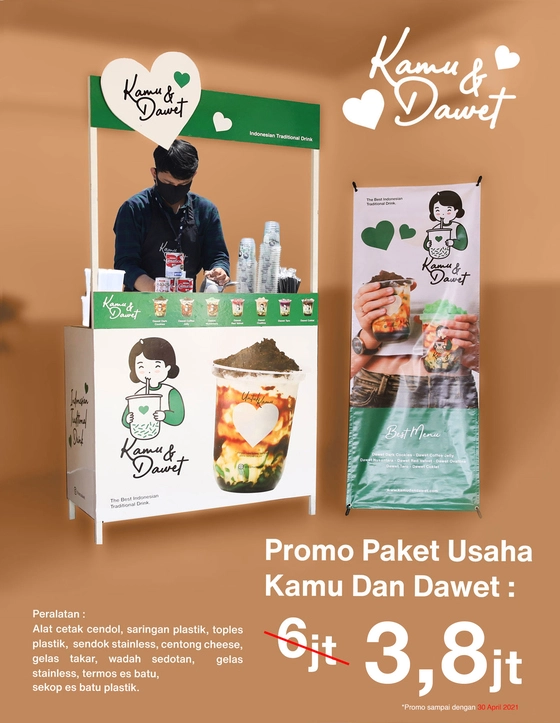 Kamu &
Dawet
Kamu &
Dawet
Indonesian Traditional Drink
The Best Indonesian
Traditional Drink.
Kamu &
Dawet
Kamu &
Dawet
Kamu &
Dawet
Indonesian
Traditional
Drink
The Best Indonesian
Traditional Drink.
Best Menu
Promo Paket Usaha
Kamu Dan Dawet :
Peralatan :
Alat cetak cendol, saringan plastik, toples
plastik, sendok stainless, centong cheese,
gelas takar, wadah sedotan, gelas
stainless, termos es batu,
sekop es batu plastik.
6jt 3,8jt
*Promo sampai dengan 30 April 2021